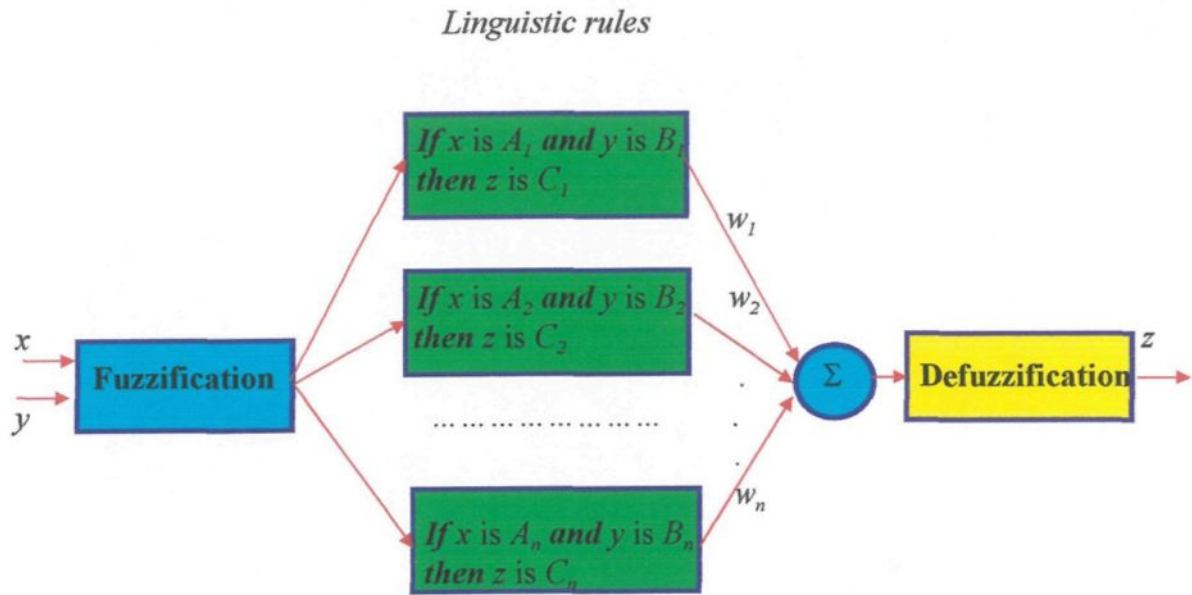 Linguistic rules
If x is A₁ and y is B₁
then z is C₁
w₁
If x is A₂ and y is B₂
then z is C₂
w₂
x
y
Fuzzification
Σ
Defuzzification
z
........................
.
.
.
wₙ
If x is Aₙ and y is Bₙ
then z is Cₙ